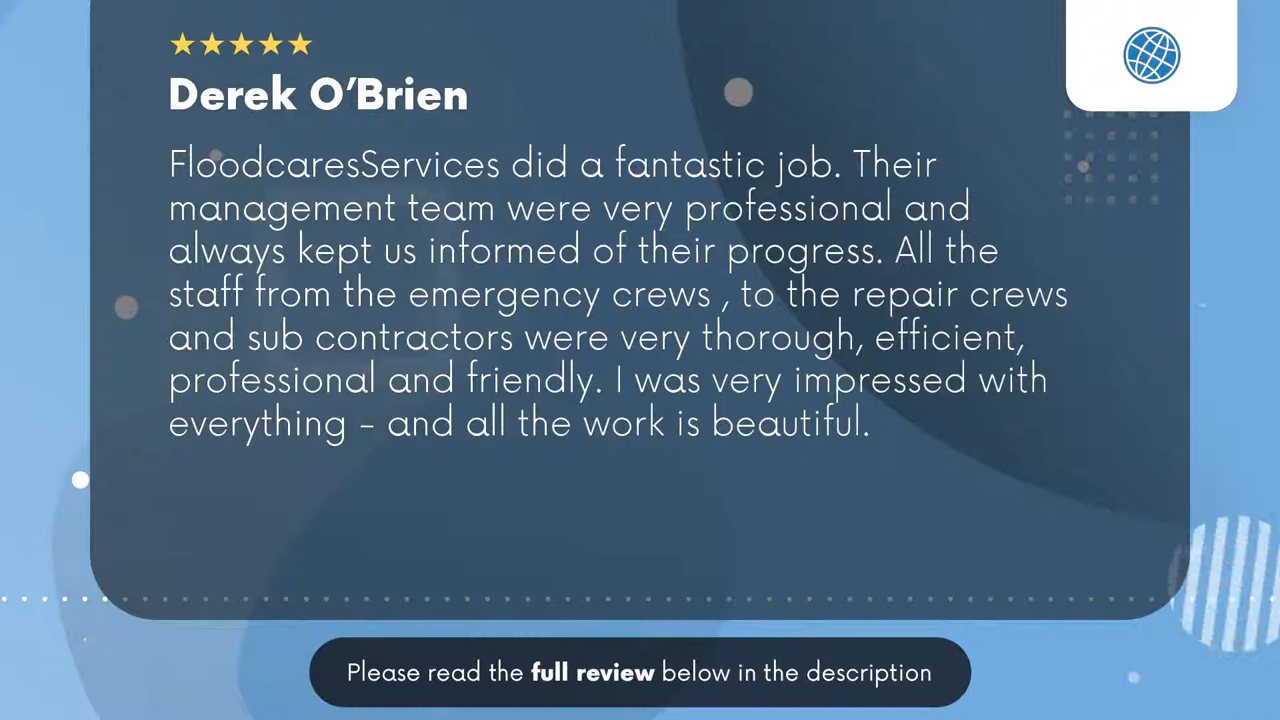 Derek O'Brien
FloodcaresServices did a fantastic job. Their
management team were very professional and
always kept us informed of their progress. All the
staff from the emergency crews , to the repair crews
and sub contractors were very thorough, efficient,
professional and friendly. I was very impressed with
everything – and all the work is beautiful.
Please read the full review below in the description